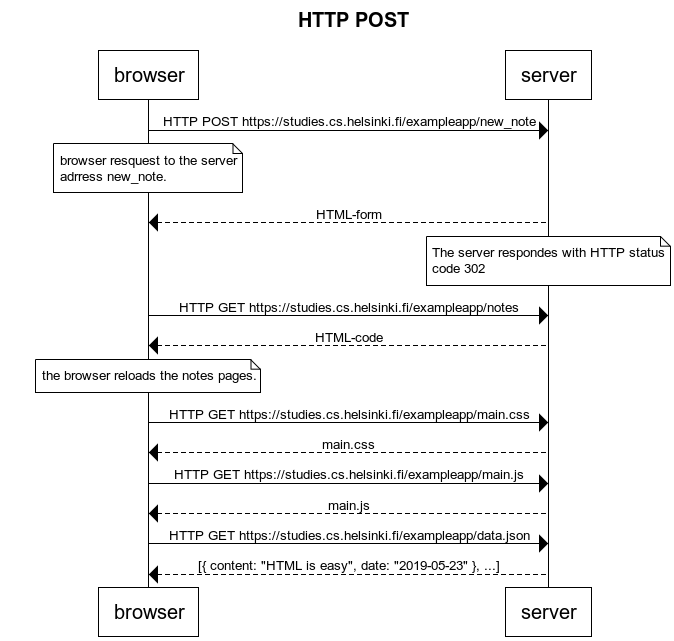 HTTP POST
browser
server
HTTP POST https://studies.cs.helsinki.fi/exampleapp/new_note
browser resquest to the server
adrress new_note.
HTML-form
The server respondes with HTTP status
code 302
HTTP GET https://studies.cs.helsinki.fi/exampleapp/notes
HTML-code
the browser reloads the notes pages.
HTTP GET https://studies.cs.helsinki.fi/exampleapp/main.css
main.css
HTTP GET https://studies.cs.helsinki.fi/exampleapp/main.js
main.js
HTTP GET https://studies.cs.helsinki.fi/exampleapp/data.json
[{ content: "HTML is easy", date: "2019-05-23" }, ...]
browser
server